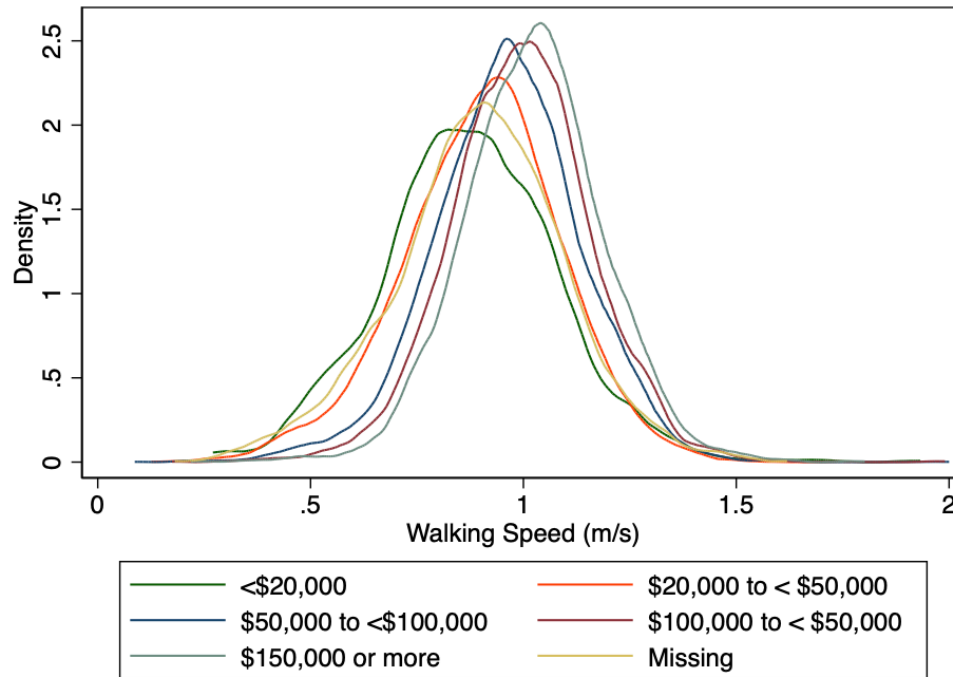 2.5
2
1.5
1
.5
0
Density
0 .5 1 1.5 2
Walking Speed (m/s)
<$20,000 $20,000 to < $50,000
$50,000 to <$100,000 $100,000 to < $50,000
$150,000 or more Missing